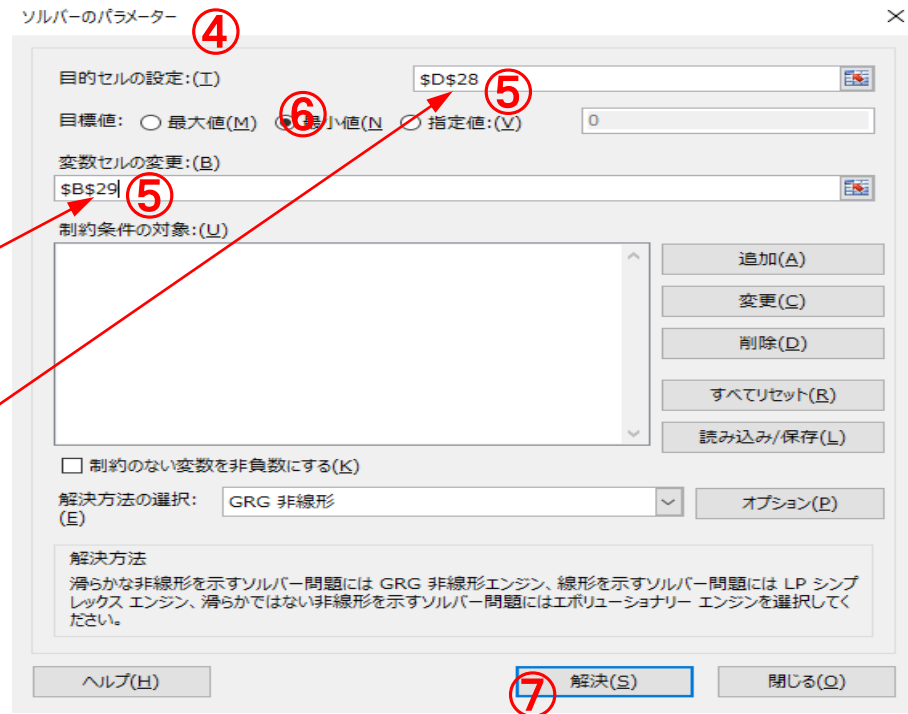 ソルバーのパラメーター
④
目的セルの設定:(T)
$D$28
⑤
目標値:
最大値(M)
⑥
最小値(N
指定値:(V)
0
変数セルの変更:(B)
$B$29
⑤
制約条件の対象:(U)
追加(A)
変更(C)
削除(D)
すべてリセット(R)
読み込み/保存(L)
制約のない変数を非負数にする(K)
解決方法の選択:
(E)
GRG 非線形
オプション(P)
解決方法
滑らかな非線形を示すソルバー問題には GRG 非線形エンジン、線形を示すソルバー問題には LP シンプ
レックス エンジン、滑らかではない非線形を示すソルバー問題にはエボリューショナリー エンジンを選択してく
ださい。
ヘルプ(H)
⑦
解決(S)
閉じる(O)